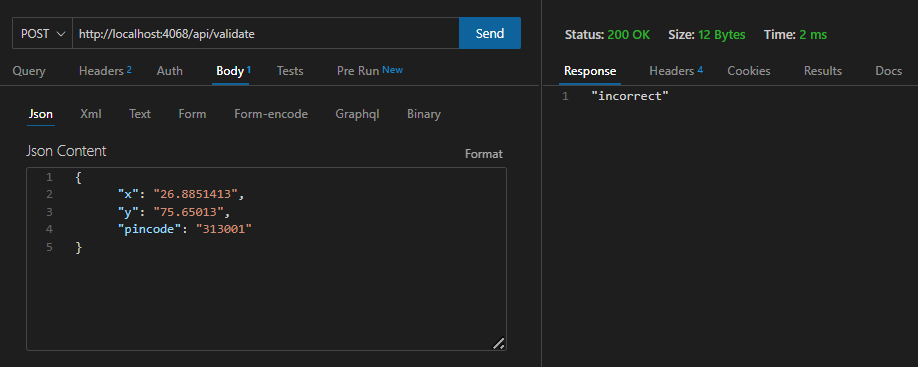 POST http://localhost:4068/api/validate Send
Query Headers 2 Auth Body 1 Tests Pre Run New
Json Xml Text Form Form-encode Graphql Binary
Json Content Format
1 {
2 "x": "26.8851413",
3 "y": "75.65013",
4 "pincode": "313001"
5 }
Status: 200 OK Size: 12 Bytes Time: 2 ms
Response Headers 4 Cookies Results Docs
1 "incorrect"